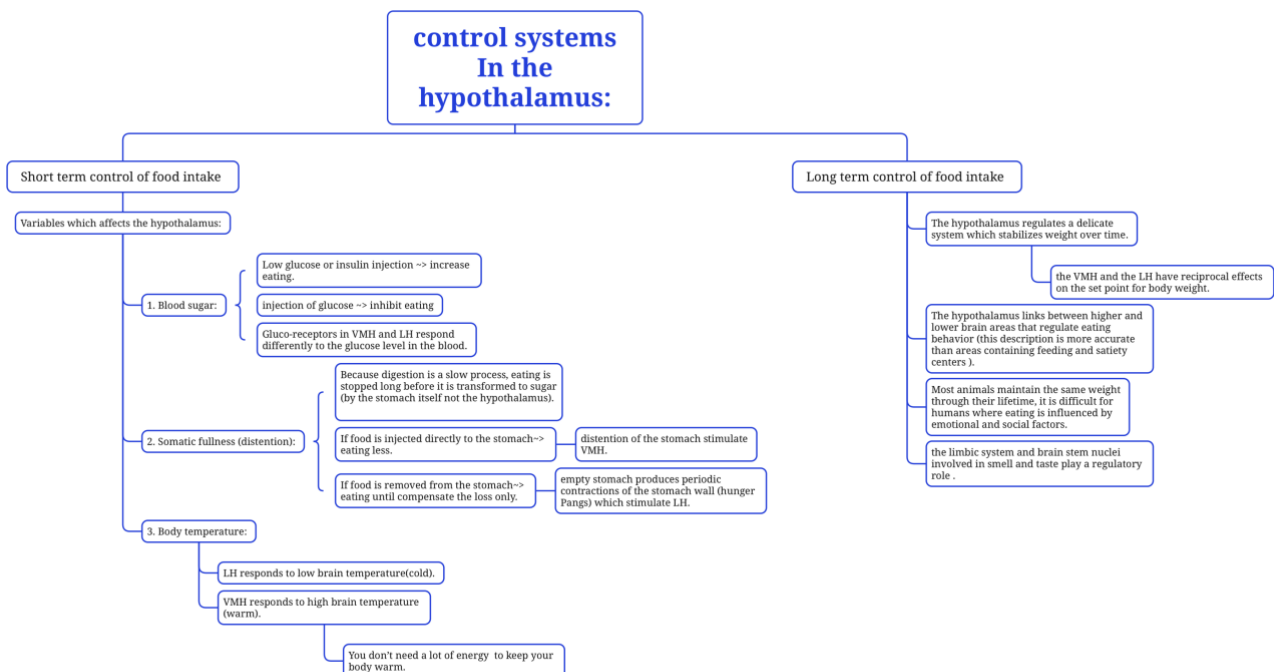 control systems
In the
hypothalamus:
Short term control of food intake
Variables which affects the hypothalamus:
1. Blood sugar:
Low glucose or insulin injection ~> increase
eating.
injection of glucose ~> inhibit eating
Gluco-receptors in VMH and LH respond
differently to the glucose level in the blood.
2. Somatic fullness (distention):
Because digestion is a slow process, eating is
stopped long before it is transformed to sugar
(by the stomach itself not the hypothalamus).
If food is injected directly to the stomach~>
eating less.
distention of the stomach stimulate
VMH.
If food is removed from the stomach~>
eating until compensate the loss only.
empty stomach produces periodic
contractions of the stomach wall (hunger
Pangs) which stimulate LH.
3. Body temperature:
LH responds to low brain temperature(cold).
VMH responds to high brain temperature
(warm).
You don't need a lot of energy  to keep your
body warm.
Long term control of food intake
The hypothalamus regulates a delicate
system which stabilizes weight over time.
the VMH and the LH have reciprocal effects
on the set point for body weight.
The hypothalamus links between higher and
lower brain areas that regulate eating
behavior (this description is more accurate
than areas containing feeding and satiety
centers ).
Most animals maintain the same weight
through their lifetime, it is difficult for
humans where eating is influenced by
emotional and social factors.
the limbic system and brain stem nuclei
involved in smell and taste play a regulatory
role .